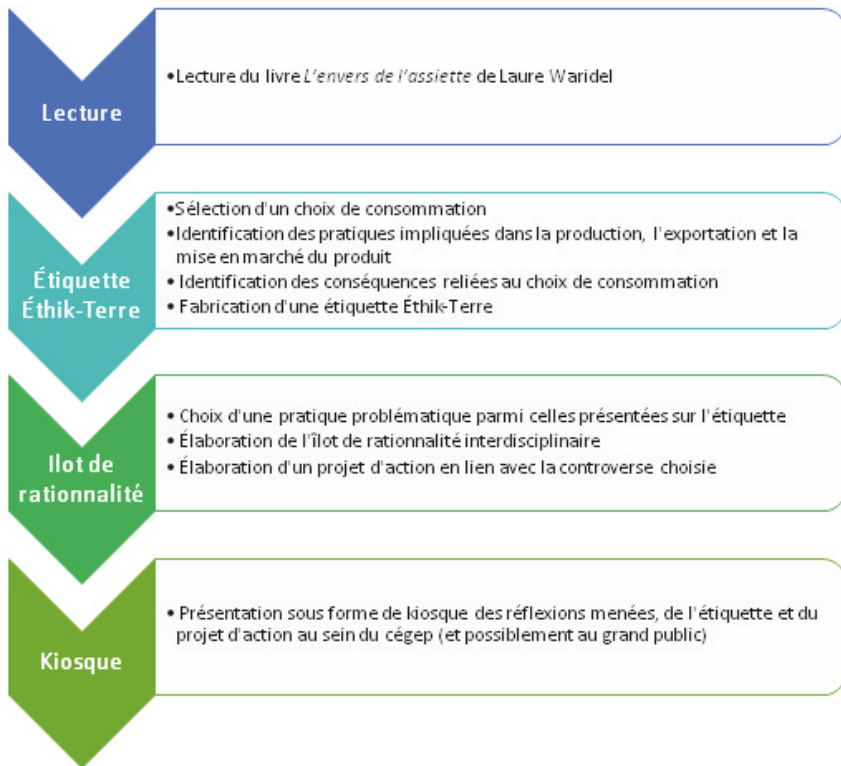 Lecture
•Lecture du livre L'envers de l'assiette de Laure Waridel
Étiquette
Éthik-Terre
•Sélection d'un choix de consommation
•Identification des pratiques impliquées dans la production, l'exportation et la
mise en marché du produit
• Identification des conséquences reliées au choix de consommation
• Fabrication d'une étiquette Éthik-Terre
Ilot de
rationnalité
• Choix d'une pratique problématique parmi celles présentées sur l'étiquette
• Élaboration de l'îlot de rationnalité interdisciplinaire
• Élaboration d'un projet d'action en lien avec la controverse choisie
Kiosque
• Présentation sous forme de kiosque des réflexions menées, de l'étiquette et du
projet d'action au sein du cégep (et possiblement au grand public)